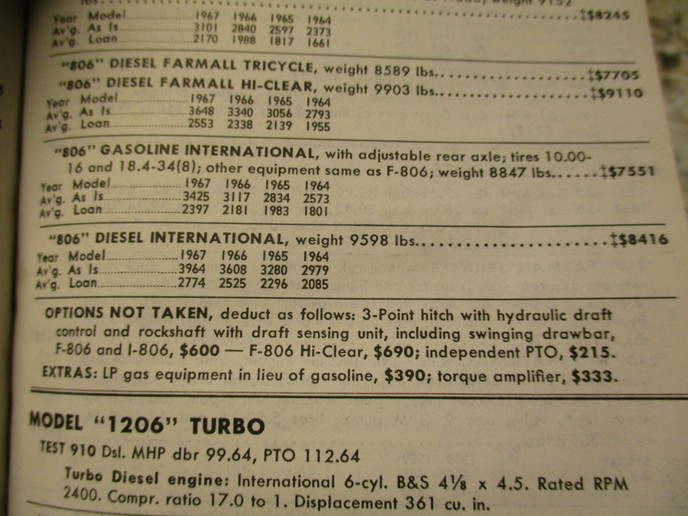 lbs. weight 9152
$8245
Year Model 1967 1966 1965 1964
Av'g. As Is 3101 2840 2597 2373
Av'g. Loan 2170 1988 1817 1661
"806" DIESEL FARMALL TRICYCLE, weight 8589 lbs. ‡$7705
"806" DIESEL FARMALL HI-CLEAR, weight 9903 lbs. ‡$9110
Year Model 1967 1966 1965 1964
Av'g. As Is 3648 3340 3056 2793
Av'g. Loan 2553 2338 2139 1955
"806" GASOLINE INTERNATIONAL, with adjustable rear axle; tires 10.00-
16 and 18.4-34(8); other equipment same as F-806; weight 8847 lbs. ‡$7551
Year Model 1967 1966 1965 1964
Av'g. As Is 3425 3117 2834 2573
Av'g. Loan 2397 2181 1983 1801
"806" DIESEL INTERNATIONAL, weight 9598 lbs. ‡$8416
Year Model 1967 1966 1965 1964
Av'g. As Is 3964 3608 3280 2979
Av'g. Loan 2774 2525 2296 2085
OPTIONS NOT TAKEN, deduct as follows: 3-Point hitch with hydraulic draft
control and rockshaft with draft sensing unit, including swinging drawbar,
F-806 and I-806, $600 — F-806 Hi-Clear, $690; independent PTO, $215.
EXTRAS: LP gas equipment in lieu of gasoline, $390; torque amplifier, $333.
MODEL "1206" TURBO
TEST 910 Dsl. MHP dbr 99.64, PTO 112.64
Turbo Diesel engine: International 6-cyl. B&S 4⅛ x 4.5. Rated RPM
2400. Compr. ratio 17.0 to 1. Displacement 361 cu. in.